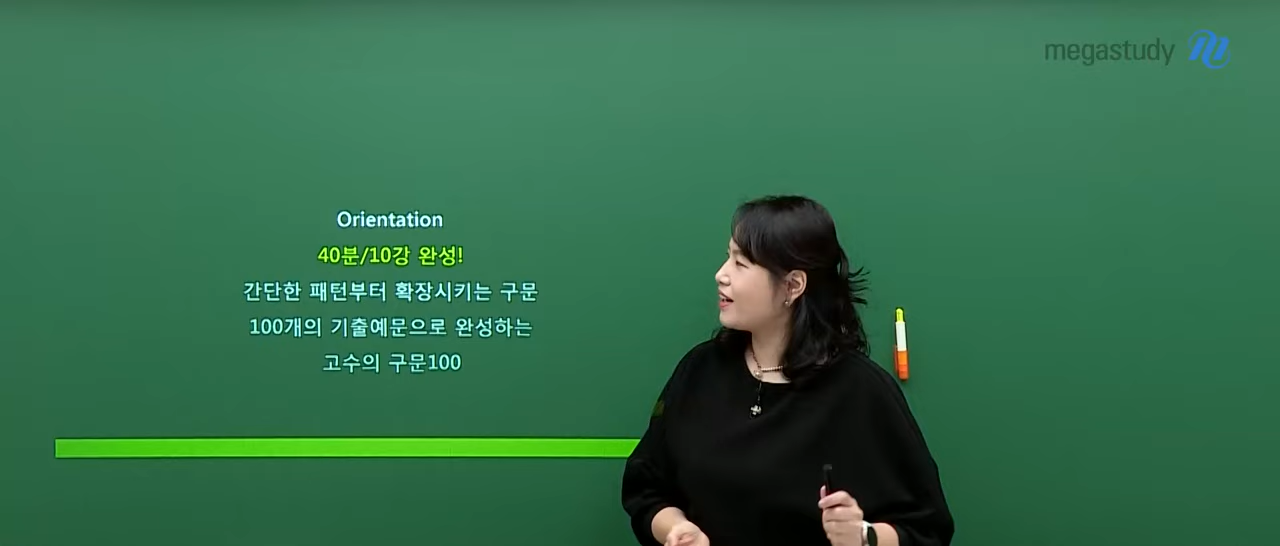 megastudy
Orientation
40분/10강 완성!
간단한 패턴부터 확장시키는 구문
100개의 기출예문으로 완성하는
고수의 구문100